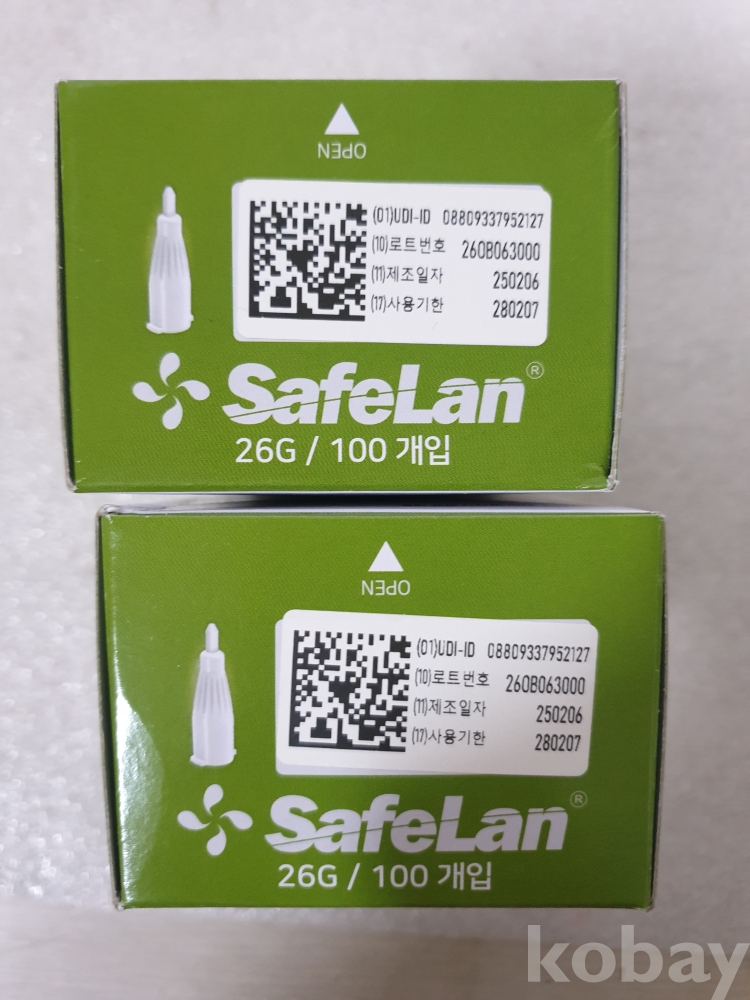 OPEN
(01)UDI-ID 08809337952127
(10)로트번호 260B063000
(11)제조일자 250206
(17)사용기한 280207
SafeLan®
26G / 100 개입
OPEN
(01)UDI-ID 08809337952127
(10)로트번호 260B063000
(11)제조일자 250206
(17)사용기한 280207
SafeLan®
26G / 100 개입
kobay